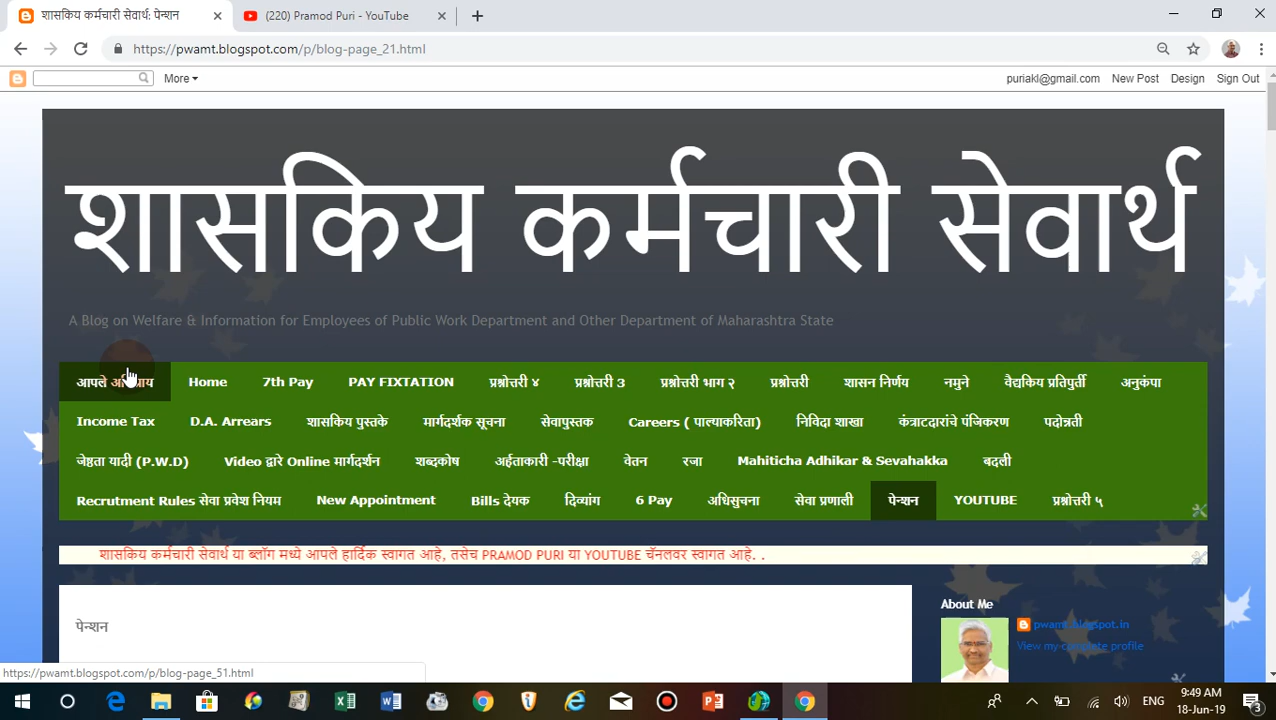 शासकिय कर्मचारी सेवार्थ: पेन्शन
(220) Pramod Puri - YouTube
https://pwamt.blogspot.com/p/blog-page_21.html
More
puriakl@gmail.com New Post Design Sign Out
शासकिय कर्मचारी सेवार्थ
A Blog on Welfare & Information for Employees of Public Work Department and Other Department of Maharashtra State
आपले अभिप्राय Home 7th Pay PAY FIXTATION प्रश्नोत्तरी ४ प्रश्नोत्तरी 3 प्रश्नोत्तरी भाग २ प्रश्नोत्तरी शासन निर्णय नमुने वैद्यकिय प्रतिपुर्ती अनुकंपा
Income Tax D.A. Arrears शासकिय पुस्तके मार्गदर्शक सूचना सेवापुस्तक Careers ( पाल्याकरिता) निविदा शाखा कंत्राटदारांचे पंजिकरण पदोन्नती
जेष्ठता यादी (P.W.D) Video द्वारे Online मार्गदर्शन शब्दकोष अर्हताकारी -परीक्षा वेतन रजा Mahiticha Adhikar & Sevahakka बदली
Recrutment Rules सेवा प्रवेश नियम New Appointment Bills देयक दिव्यांग 6 Pay अधिसुचना सेवा प्रणाली पेन्शन YOUTUBE प्रश्नोत्तरी ५
शासकिय कर्मचारी सेवार्थ या ब्लॉग मध्ये आपले हार्दिक स्वागत आहे, तसेच PRAMOD PURI या YOUTUBE चॅनलवर स्वागत आहे. .
पेन्शन
About Me
pwamt.blogspot.in
View my complete profile
https://pwamt.blogspot.com/p/blog-page_51.html
ENG
9:49 AM
18-Jun-19
3